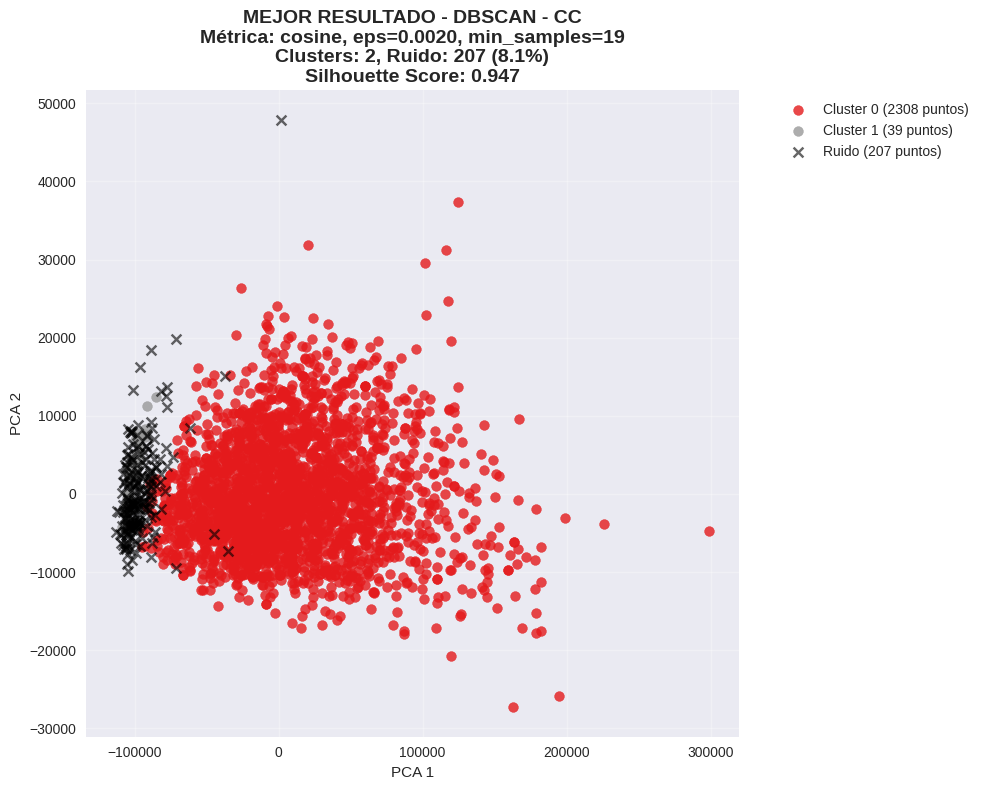 MEJOR RESULTADO - DBSCAN - CC
Métrica: cosine, eps=0.0020, min_samples=19
Clusters: 2, Ruido: 207 (8.1%)
Silhouette Score: 0.947
Cluster 0 (2308 puntos)
Cluster 1 (39 puntos)
Ruido (207 puntos)
PCA 2
50000
40000
30000
20000
10000
0
−10000
−20000
−30000
−100000
0
100000
200000
300000
PCA 1